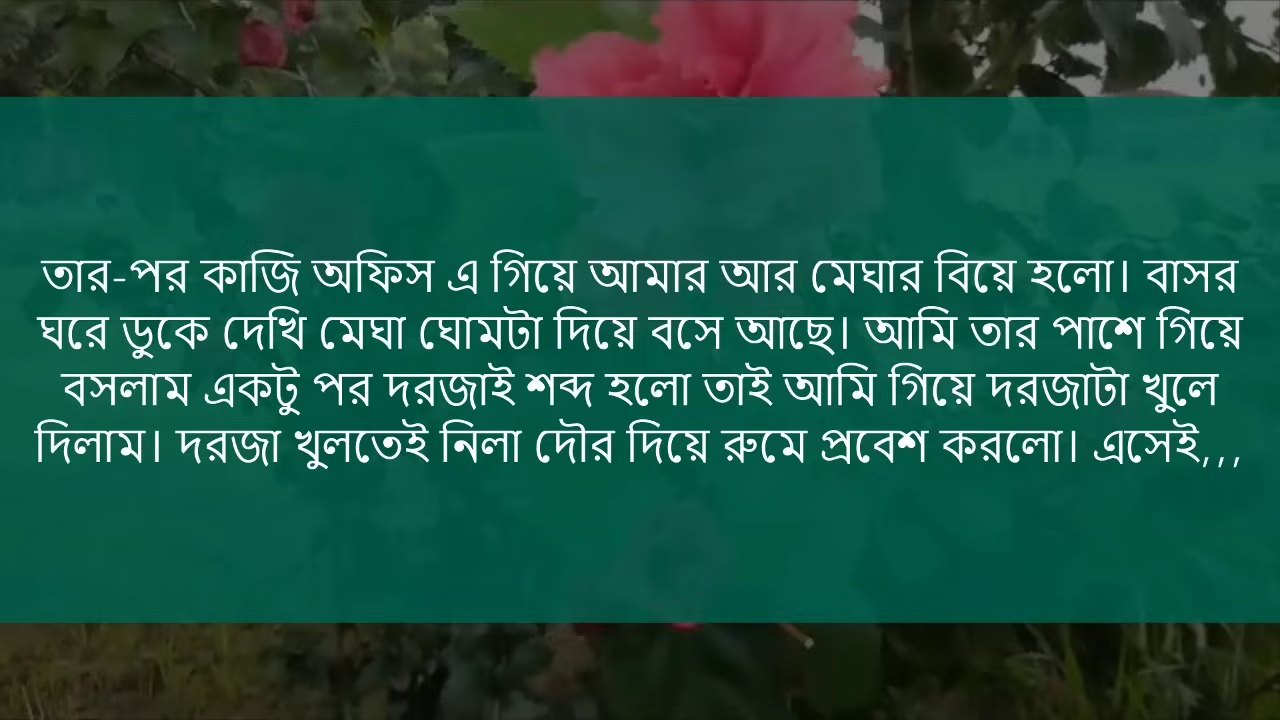 তার-পর কাজি অফিস এ গিয়ে আমার আর মেঘার বিয়ে হলো। বাসর
ঘরে ডুকে দেখি মেঘা ঘোমটা দিয়ে বসে আছে। আমি তার পাশে গিয়ে
বসলাম একটু পর দরজাই শব্দ হলো তাই আমি গিয়ে দরজাটা খুলে
দিলাম। দরজা খুলতেই নিলা দৌর দিয়ে রুমে প্রবেশ করলো। এসেই,,,